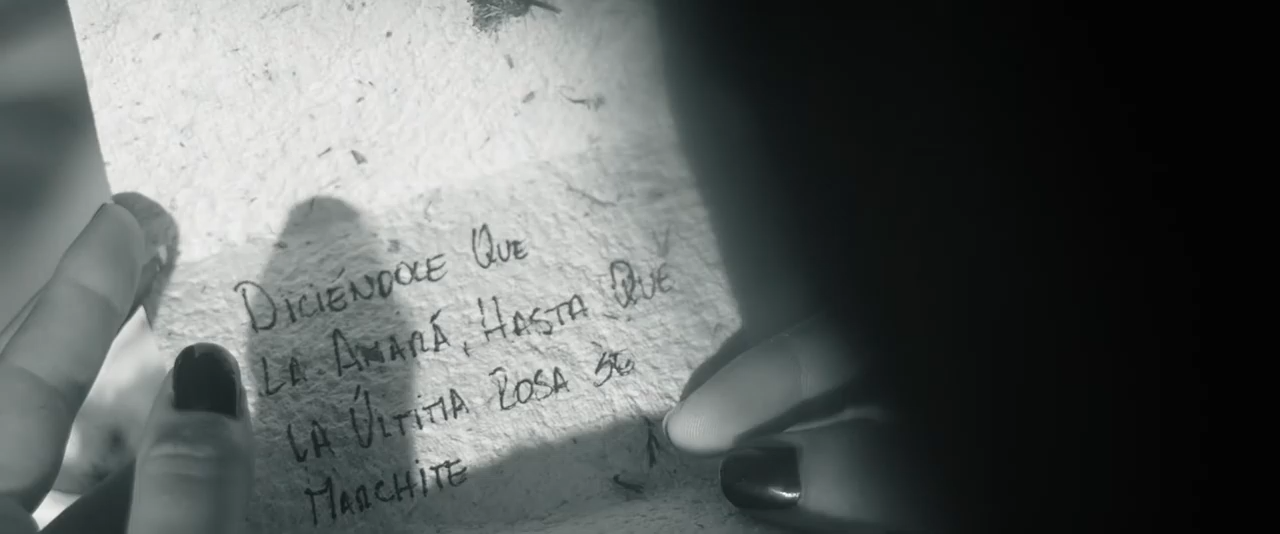 Diciéndole Que
La Amará, Hasta Que
La Última Rosa Se
Marchite